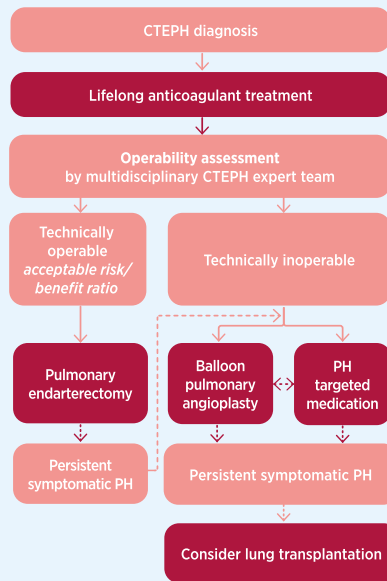 CTEPH diagnosis
Lifelong anticoagulant treatment
Operability assessment
by multidisciplinary CTEPH expert team
Technically
operable
acceptable risk/
benefit ratio
Technically inoperable
Pulmonary
endarterectomy
Balloon
pulmonary
angioplasty
PH
targeted
medication
Persistent
symptomatic PH
Persistent symptomatic PH
Consider lung transplantation